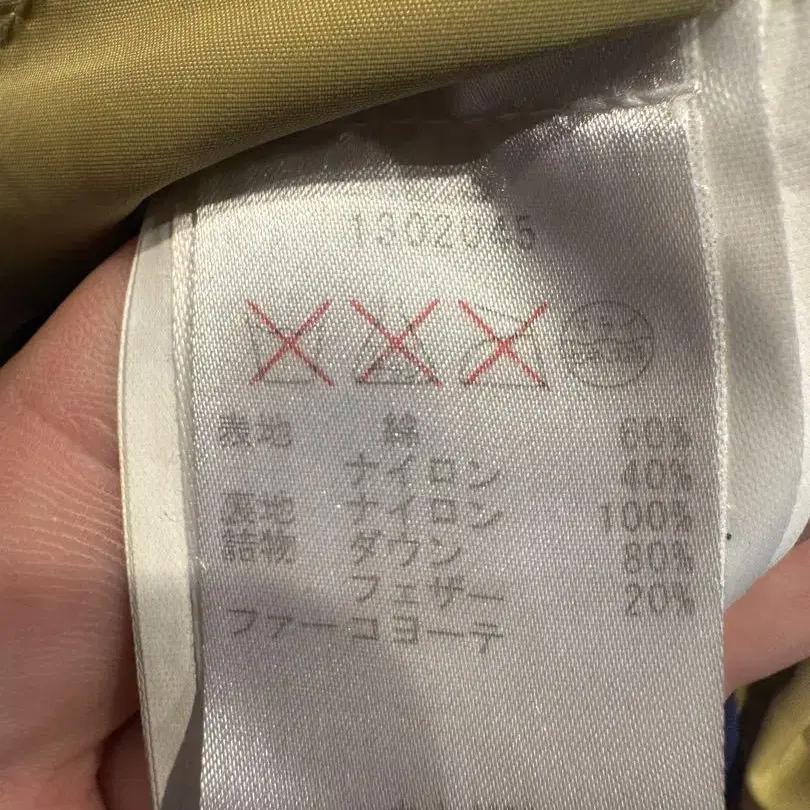 1302045
表地 綿 60%
ナイロン 40%
裏地 ナイロン 100%
詰物 ダウン 80%
フェザー 20%
ファーコヨーテ